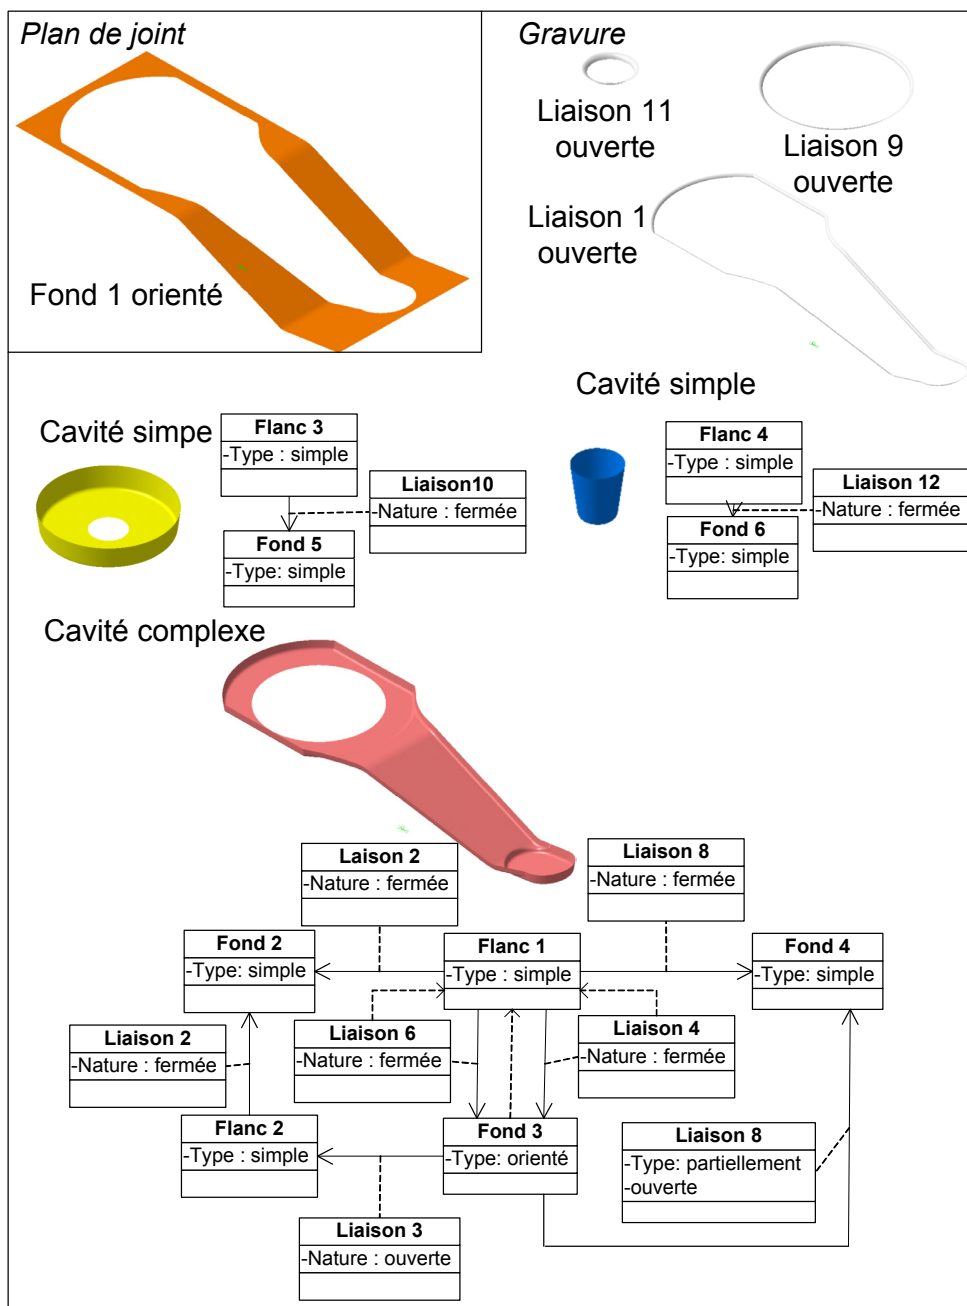 Plan de joint
Fond 1 orienté
Gravure
Liaison 11
ouverte
Liaison 9
ouverte
Liaison 1
ouverte
Cavité simpe
Flanc 3
-Type : simple
Liaison10
-Nature : fermée
Fond 5
-Type: simple
Cavité simple
Flanc 4
-Type : simple
Liaison 12
-Nature : fermée
Fond 6
-Type: simple
Cavité complexe
Laison 2
-Nature : fermée
Liaison 8
-Nature : fermée
Fond 2
-Type: simple
Flanc 1
-Type : simple
Fond 4
-Type: simple
Liaison 2
-Nature : fermée
Liaison 6
-Nature : fermée
Liaison 4
-Nature : fermée
Flanc 2
-Type : simple
Fond 3
-Type: orienté
Liaison 8
-Type: partiellement
-ouverte
Liaison 3
-Nature : ouverte